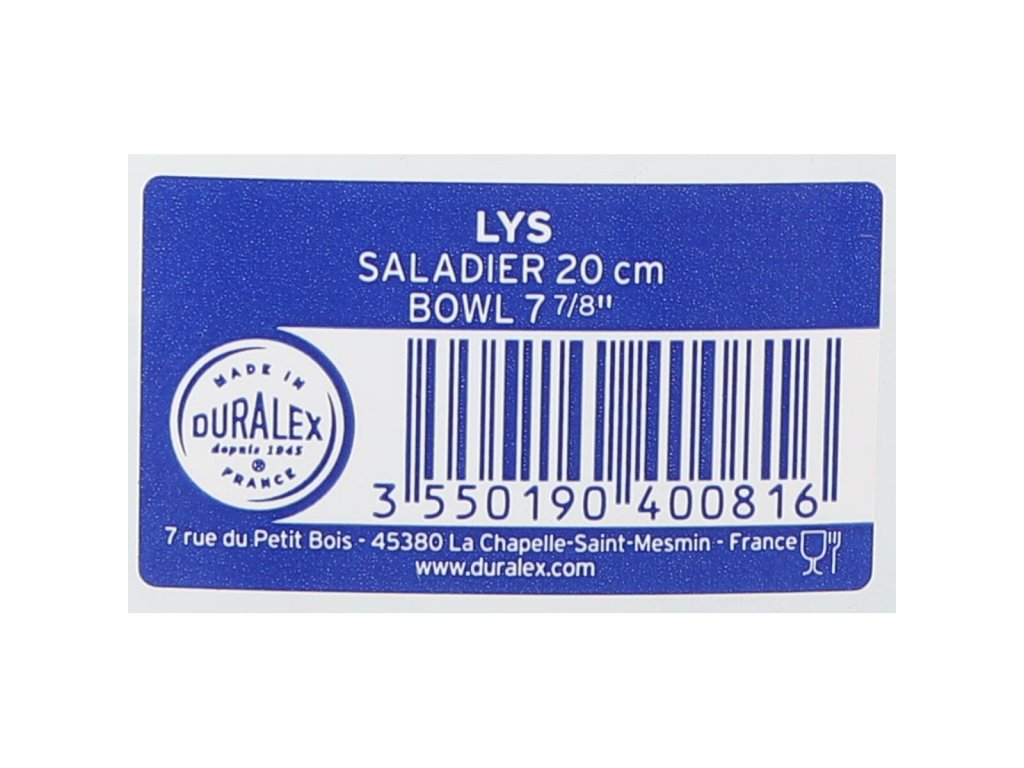 LYS
SALADIER 20 cm
BOWL 7 7/8"
MADE IN
DURALEX
depuis 1945
FRANCE
3 550190 400816
7 rue du Petit Bois - 45380 La Chapelle-Saint-Mesmin - France
www.duralex.com